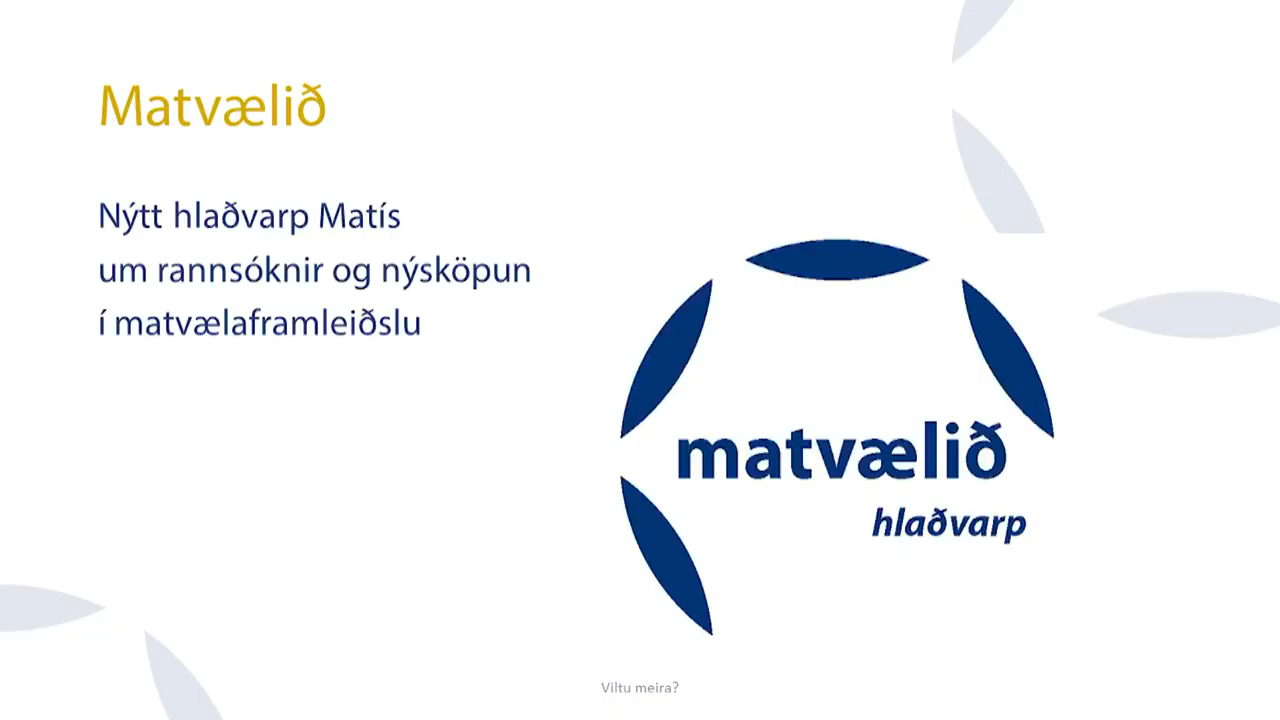 Matvælið
Nýtt hlaðvarp Matís
um rannsóknir og nýsköpun
í matvælaframleiðslu
matvælið
hlaðvarp
Viltu meira?